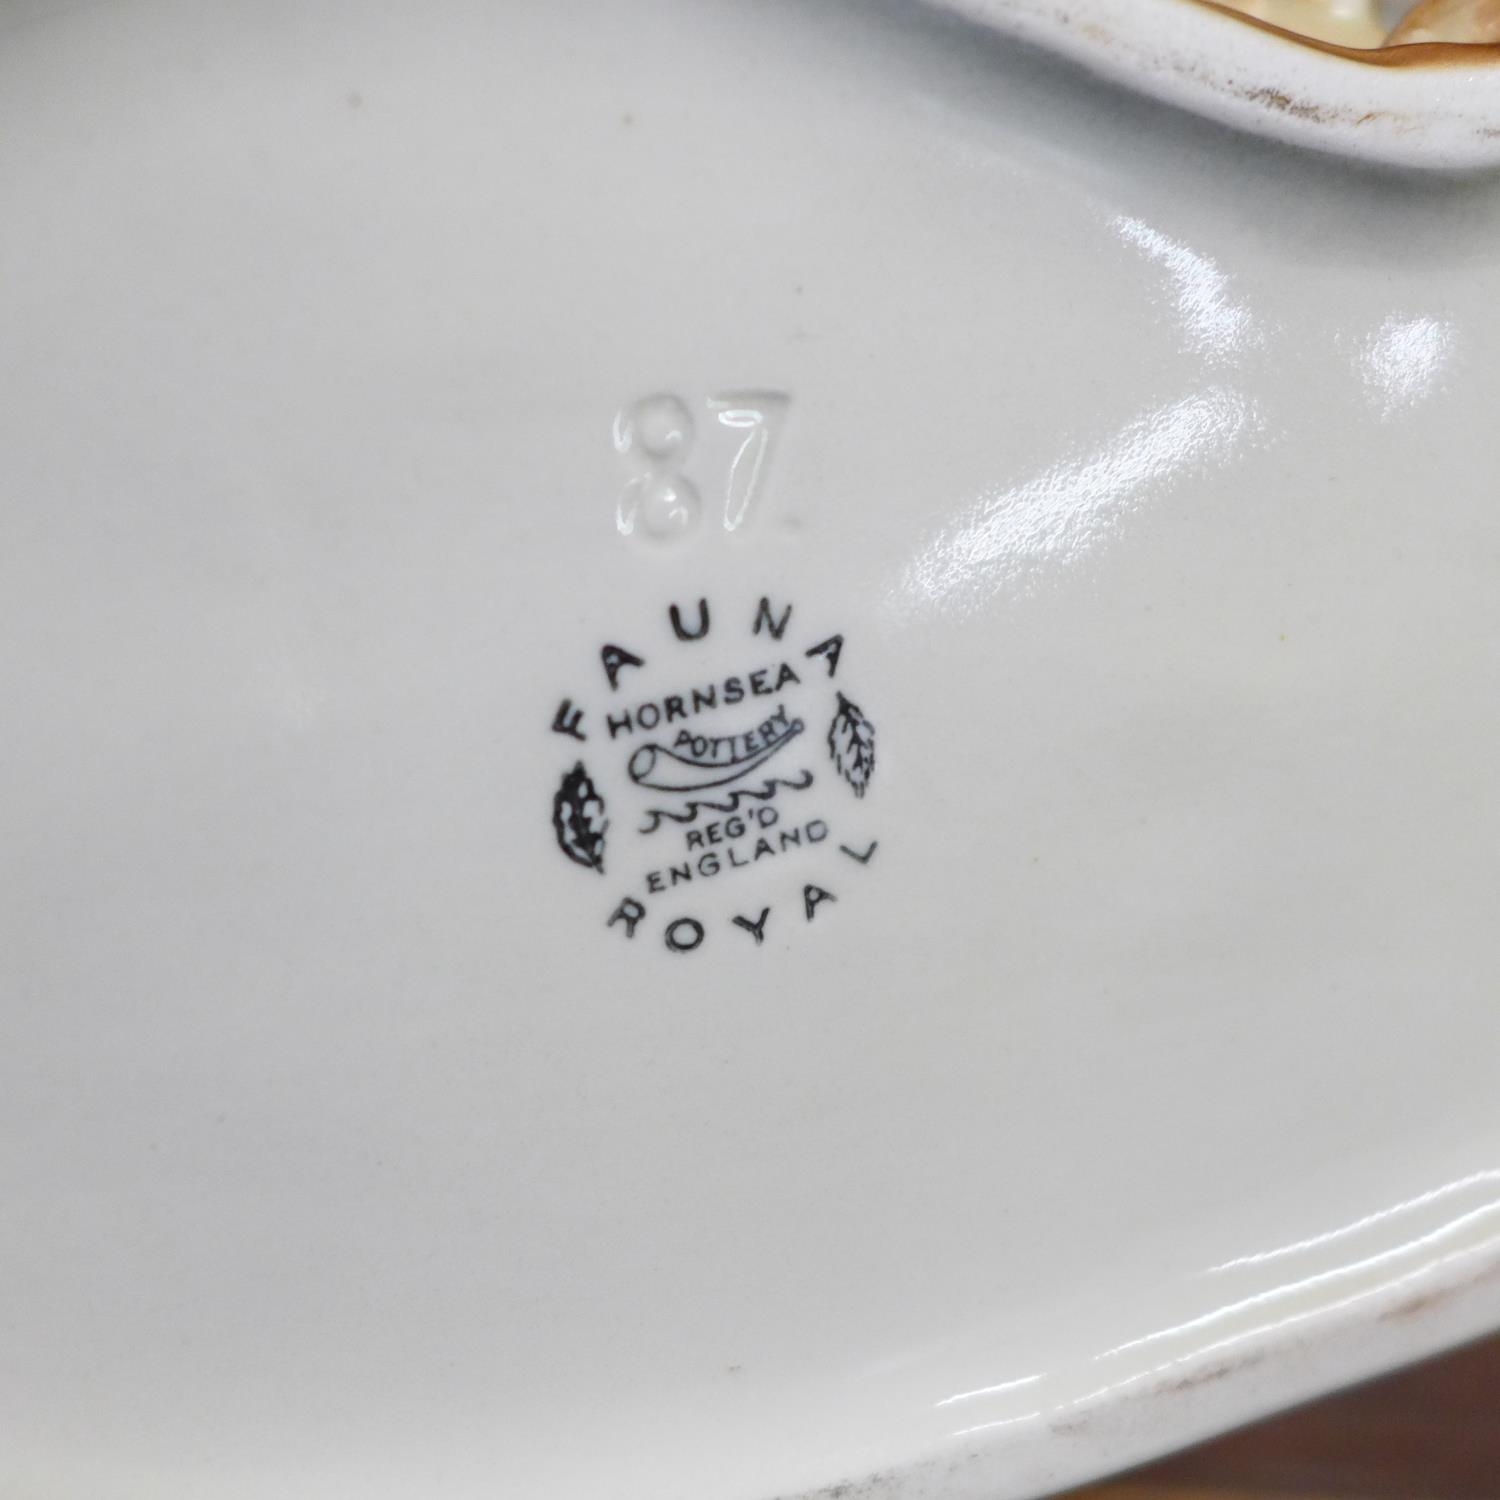 87
FAUNA
HORNSEA
POTTERY
REG'D
ENGLAND
ROYAL